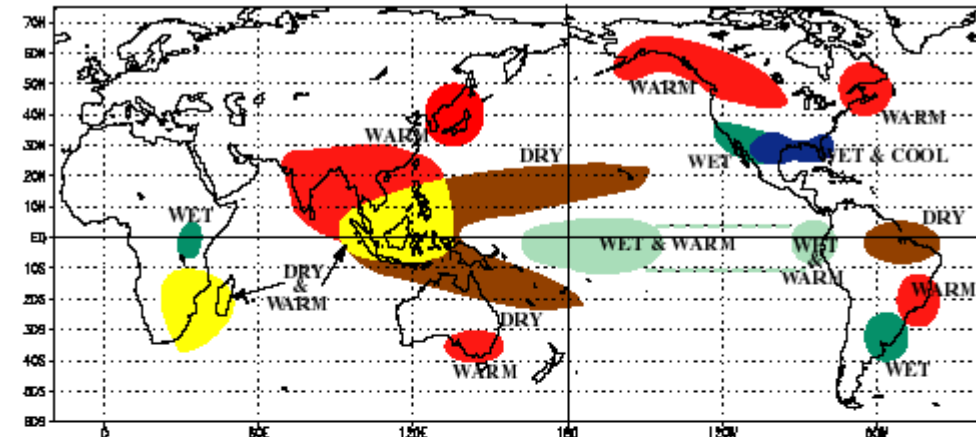 70N
60N
50N
40N
30N
20N
10N
EQ
10S
20S
30S
40S
50S
60S
0
60E
120E
180
120W
60W
WARM
WARM
WARM
DRY
WET
WET & COOL
WET
WET & WARM
WET
&
WARM
DRY
DRY
&
WARM
DRY
WARM
WARM
WET